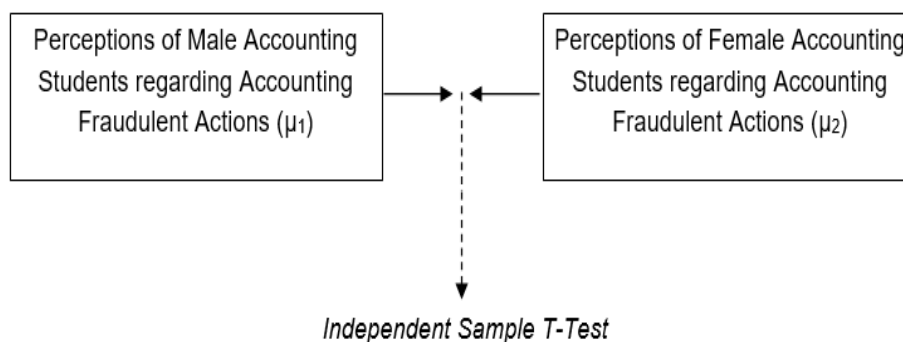 Perceptions of Male Accounting
Students regarding Accounting
Fraudulent Actions (µ₁)
Perceptions of Female Accounting
Students regarding Accounting
Fraudulent Actions (µ₂)
Independent Sample T-Test